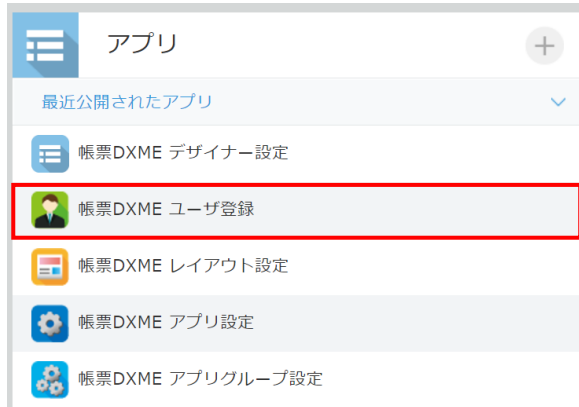 アプリ
最近公開されたアプリ
帳票DXME デザイナー設定
帳票DXME ユーザ登録
帳票DXME レイアウト設定
帳票DXME アプリ設定
帳票DXME アプリグループ設定